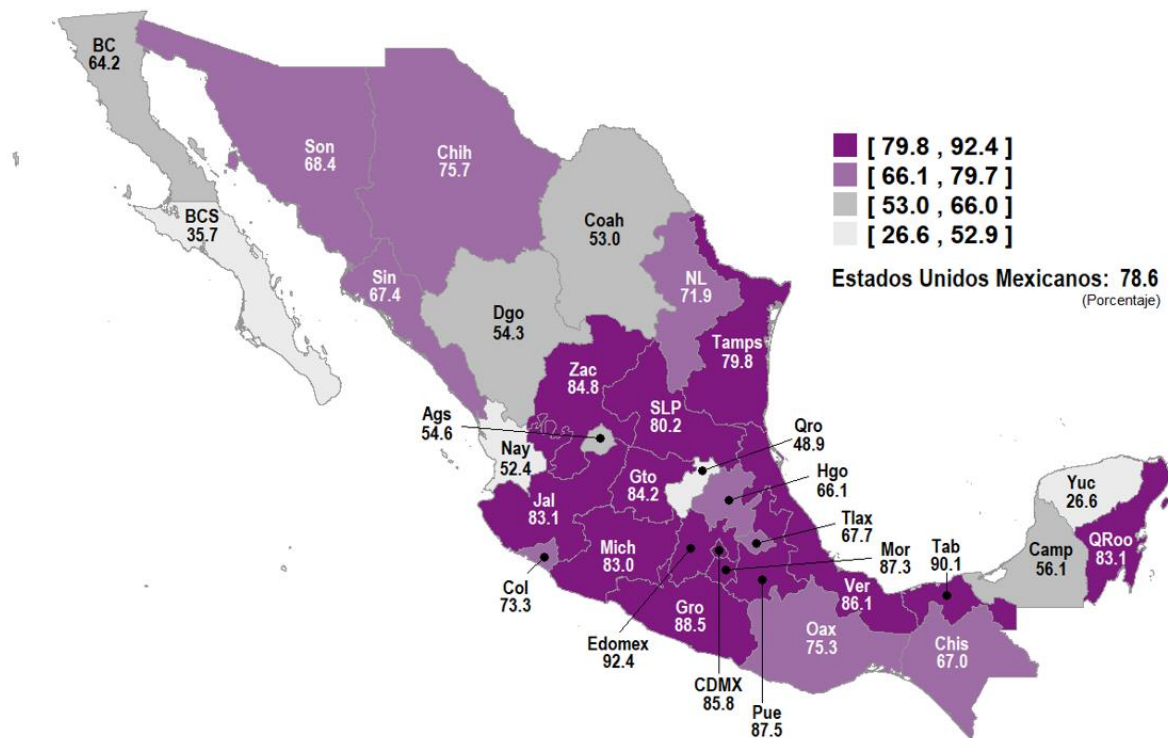 BC
64.2
Son
68.4
Chih
75.7
BCS
35.7
Coah
53.0
Sin
67.4
NL
71.9
Dgo
54.3
Tamps
79.8
Zac
84.8
SLP
80.2
Ags
54.6
Nay
52.4
Gto
84.2
Qro
48.9
Hgo
66.1
Jal
83.1
Tlax
67.7
Mich
83.0
Mor
87.3
Tab
90.1
Col
73.3
Ver
86.1
Gro
88.5
Edomex
92.4
CDMX
85.8
Pue
87.5
Oax
75.3
Chis
67.0
Yuc
26.6
Camp
56.1
QRoo
83.1
[ 79.8 , 92.4 ]
[ 66.1 , 79.7 ]
[ 53.0 , 66.0 ]
[ 26.6 , 52.9 ]
Estados Unidos Mexicanos: 78.6
(Porcentaje)